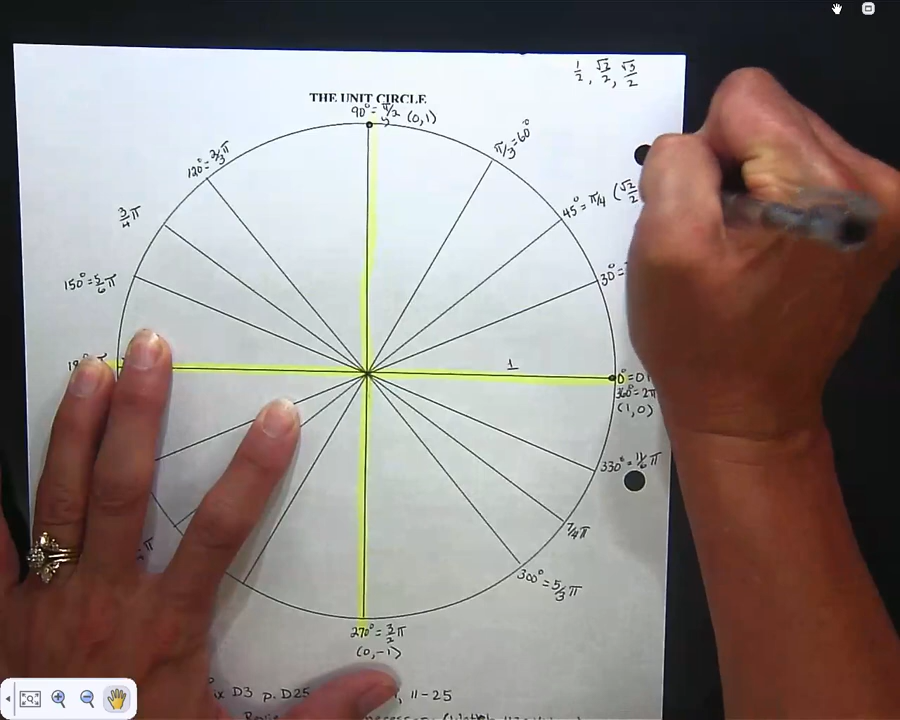 1/2, √2/2, √3/2
THE UNIT CIRCLE
90° = π/2 (0,1)
π/3 = 60°
120° = 2/3 π
45° = π/4 (√2/2
3/4 π
150° = 5/6 π
30° =
1
0° = 0
360° = 2π
(1,0)
330° = 11/6 π
7/4 π
300° = 5/3 π
270° = 3/2 π
(0,-1)
D3 p. D25 11-25